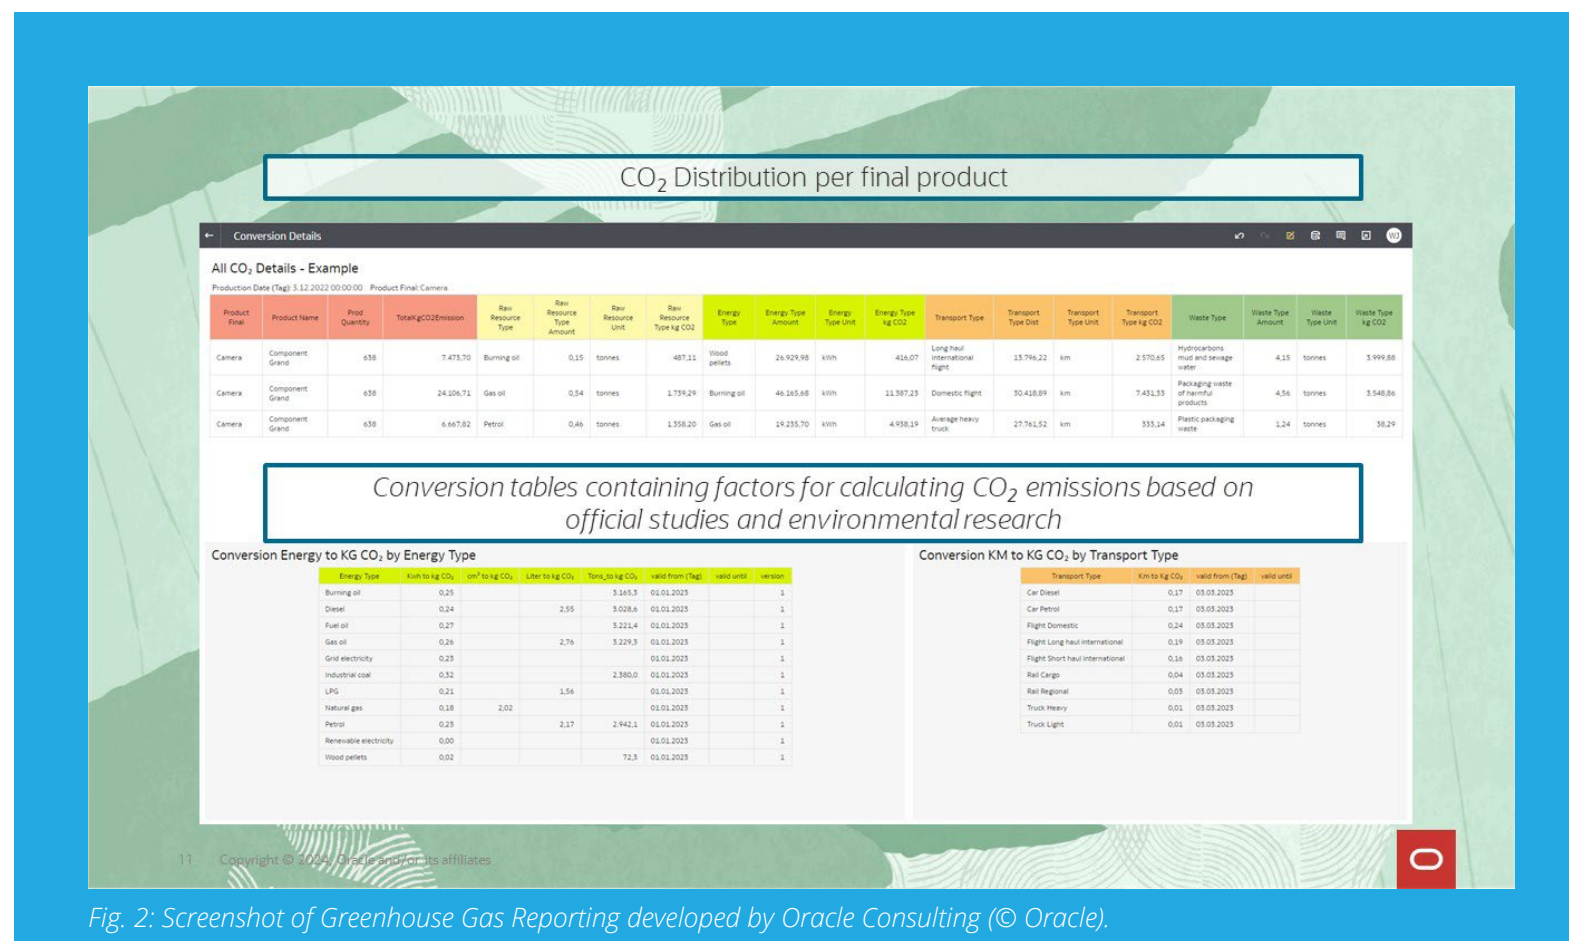 CO₂ Distribution per final product
← Conversion Details WJ
All CO₂ Details - Example
Production Date (Tag): 3.12.2022 00:00:00 Product Final: Camera
Product Final Product Name Prod Quantity TotalKgCO2Emission Raw Resource Type Raw Resource Type Amount Raw Resource Unit Raw Resource Type kg CO2 Energy Type Energy Type Amount Energy Type Unit Energy Type kg CO2 Transport Type Transport Type Dist Transport Type Unit Transport Type kg CO2 Waste Type Waste Type Amount Waste Type Unit Waste Type kg CO2
Camera Component Grand 638 7.473,70 Burning oil 0,15 tonnes 487,11 Wood pellets 26.929,98 kWh 416,07 Long haul international flight 13.796,22 km 2.570,65 Hydrocarbons mud and sewage water 4,15 tonnes 3.999,88
Camera Component Grand 638 24.106,71 Gas oil 0,54 tonnes 1.739,29 Burning oil 46.165,68 kWh 11.387,23 Domestic flight 30.418,89 km 7.431,33 Packaging waste of harmful products 4,56 tonnes 3.548,86
Camera Component Grand 638 6.667,82 Petrol 0,46 tonnes 1.358,20 Gas oil 19.235,70 kWh 4.938,19 Average heavy truck 27.761,52 km 333,14 Plastic packaging waste 1,24 tonnes 38,29
Conversion tables containing factors for calculating CO₂ emissions based on
official studies and environmental research
Conversion Energy to KG CO₂ by Energy Type
Energy Type Kwh to kg CO₂ cm³ to kg CO₂ Liter to kg CO₂ Tons_to kg CO₂ valid from (Tag) valid until version
Burning oil 0,25 3.165,3 01.01.2023 1
Diesel 0,24 2,55 3.028,6 01.01.2023 1
Fuel oil 0,27 3.221,4 01.01.2023 1
Gas oil 0,26 2,76 3.229,3 01.01.2023 1
Grid electricity 0,23 01.01.2023 1
Industrial coal 0,32 2.380,0 01.01.2023 1
LPG 0,21 1,56 01.01.2023 1
Natural gas 0,18 2,02 01.01.2023 1
Petrol 0,23 2,17 2.942,1 01.01.2023 1
Renewable electricity 0,00 01.01.2023 1
Wood pellets 0,02 72,3 01.01.2023 1
Conversion KM to KG CO₂ by Transport Type
Transport Type Km to Kg CO₂ valid from (Tag) valid until
Car Diesel 0,17 03.03.2023
Car Petrol 0,17 03.03.2023
Flight Domestic 0,24 03.03.2023
Flight Long haul international 0,19 03.03.2023
Flight Short haul international 0,16 03.03.2023
Rail Cargo 0,04 03.03.2023
Rail Regional 0,03 03.03.2023
Truck Heavy 0,01 03.03.2023
Truck Light 0,01 03.03.2023
11 Copyright © 2024, Oracle and/or its affiliates
Fig. 2: Screenshot of Greenhouse Gas Reporting developed by Oracle Consulting (© Oracle).